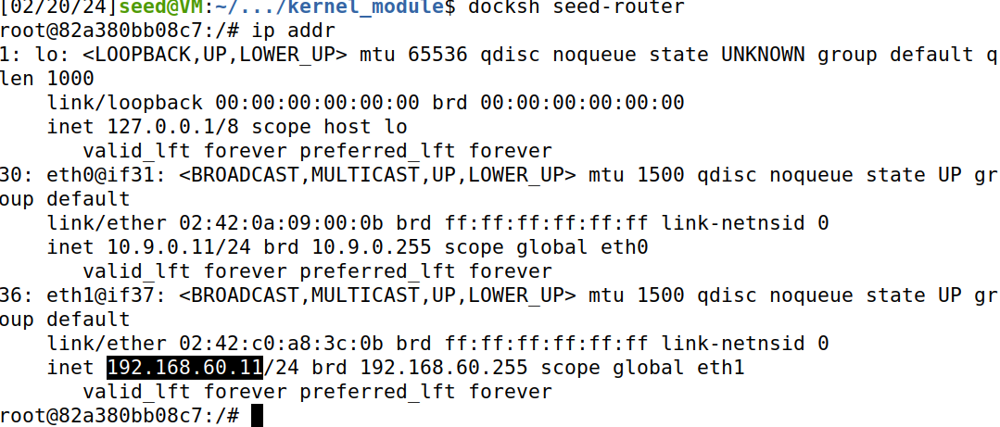 [02/20/24]seed@VM:~/.../kernel_module$ docksh seed-router
root@82a380bb08c7:/# ip addr
1: lo: <LOOPBACK,UP,LOWER_UP> mtu 65536 qdisc noqueue state UNKNOWN group default q
len 1000
    link/loopback 00:00:00:00:00:00 brd 00:00:00:00:00:00
    inet 127.0.0.1/8 scope host lo
       valid_lft forever preferred_lft forever
30: eth0@if31: <BROADCAST,MULTICAST,UP,LOWER_UP> mtu 1500 qdisc noqueue state UP gr
oup default
    link/ether 02:42:0a:09:00:0b brd ff:ff:ff:ff:ff:ff link-netnsid 0
    inet 10.9.0.11/24 brd 10.9.0.255 scope global eth0
       valid_lft forever preferred_lft forever
36: eth1@if37: <BROADCAST,MULTICAST,UP,LOWER_UP> mtu 1500 qdisc noqueue state UP gr
oup default
    link/ether 02:42:c0:a8:3c:0b brd ff:ff:ff:ff:ff:ff link-netnsid 0
    inet 192.168.60.11/24 brd 192.168.60.255 scope global eth1
       valid_lft forever preferred_lft forever
root@82a380bb08c7:/#